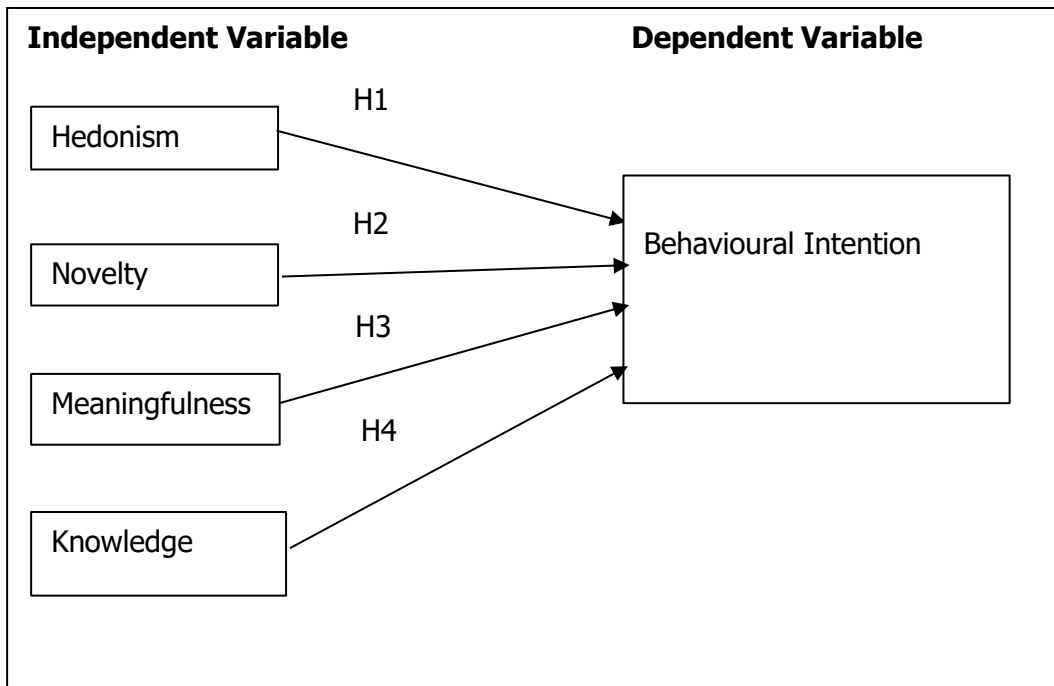 Independent Variable
Dependent Variable
H1
Hedonism
H2
Behavioural Intention
Novelty
H3
Meaningfulness
H4
Knowledge